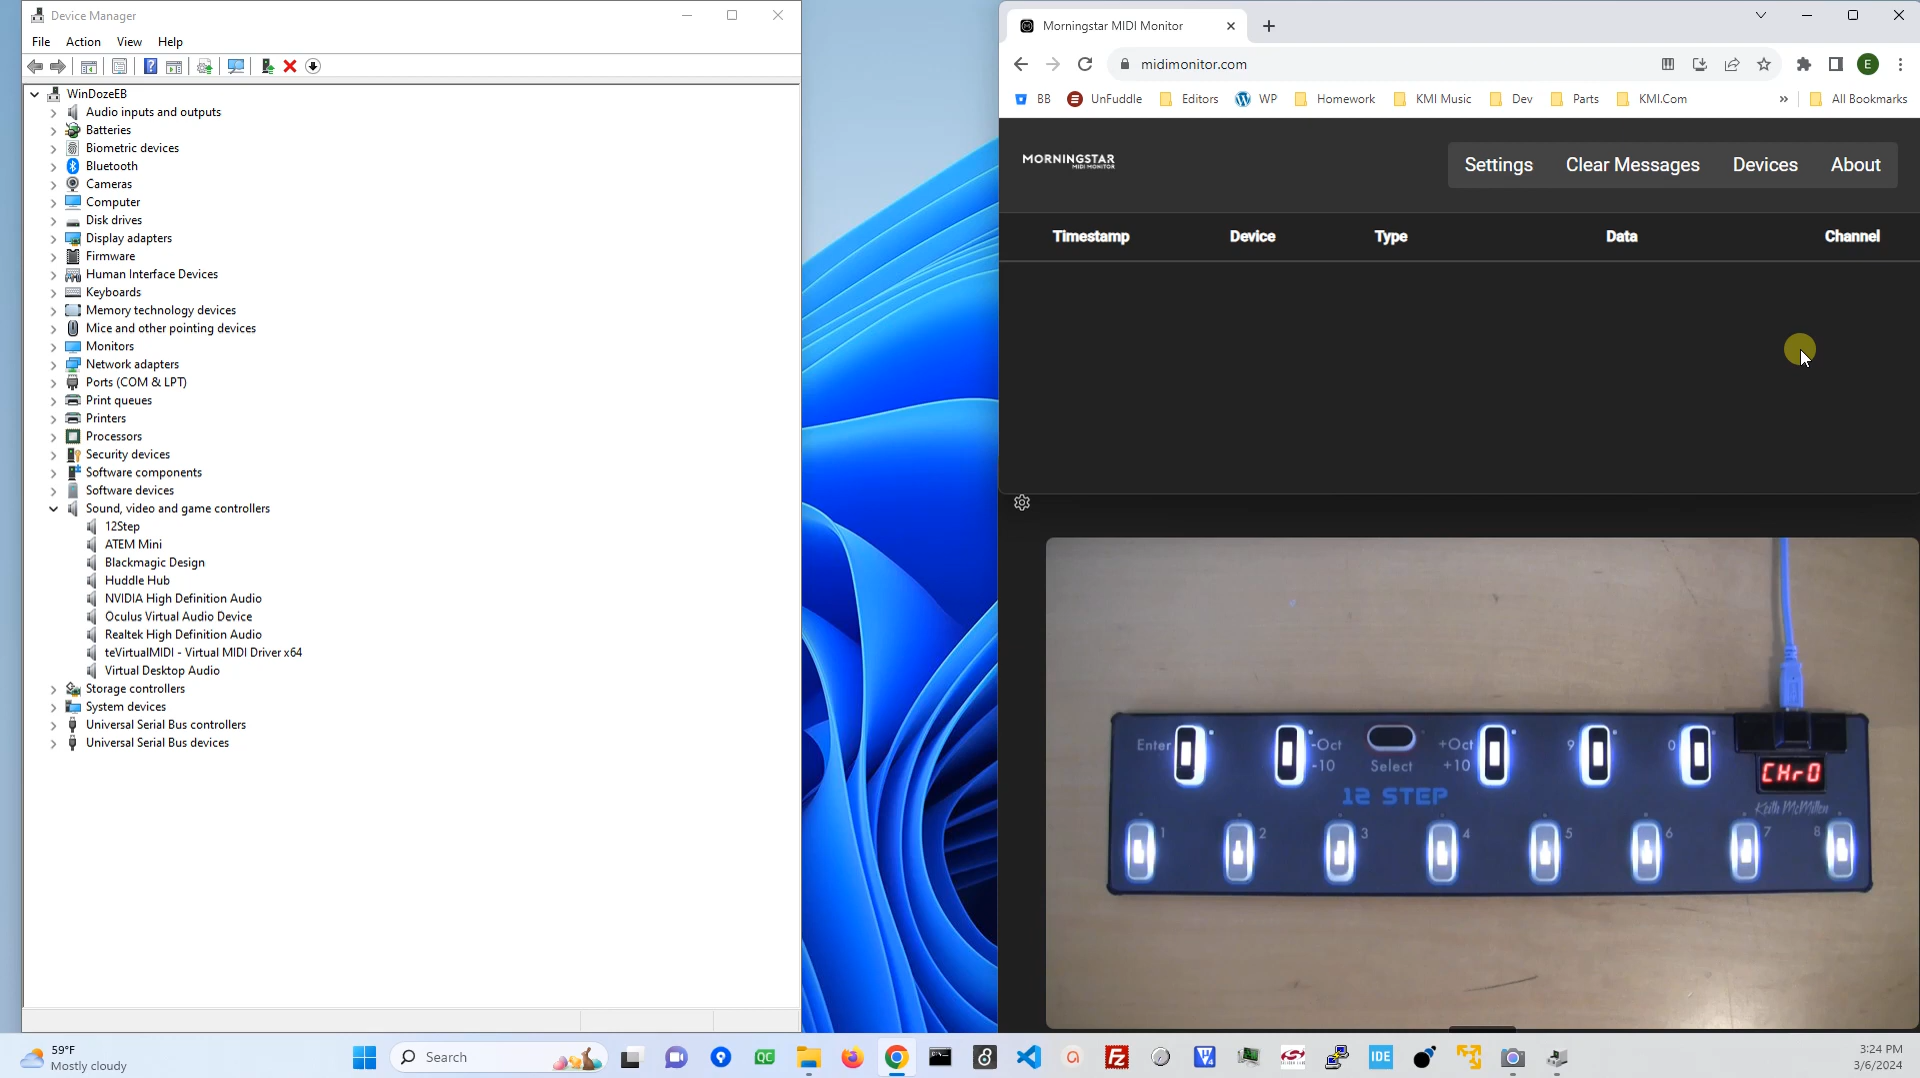 Device Manager
File Action View Help
WinDozeEB
Audio inputs and outputs
Batteries
Biometric devices
Bluetooth
Cameras
Computer
Disk drives
Display adapters
Firmware
Human Interface Devices
Keyboards
Memory technology devices
Mice and other pointing devices
Monitors
Network adapters
Ports (COM & LPT)
Print queues
Printers
Processors
Security devices
Software components
Software devices
Sound, video and game controllers
12Step
ATEM Mini
Blackmagic Design
Huddle Hub
NVIDIA High Definition Audio
Oculus Virtual Audio Device
Realtek High Definition Audio
teVirtualMIDI - Virtual MIDI Driver x64
Virtual Desktop Audio
Storage controllers
System devices
Universal Serial Bus controllers
Universal Serial Bus devices
Morningstar MIDI Monitor
midimonitor.com
E
BB UnFuddle Editors WP Homework KMI Music Dev Parts KMI.Com » All Bookmarks
MORNINGSTAR
MIDI MONITOR
Settings Clear Messages Devices About
Timestamp Device Type Data Channel
Enter -Oct +Oct 9 0
-10 Select +10
CHr0
12 STEP
Keith McMillen
1 2 3 4 5 6 7 8
59°F
Mostly cloudy
Search
QC
IDE
3:24 PM
3/6/2024